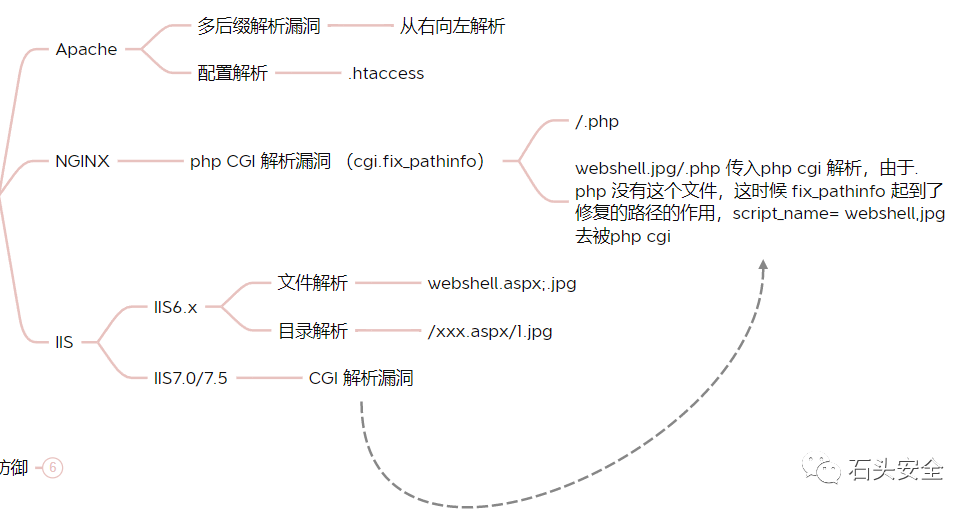 Apache
多后缀解析漏洞
从右向左解析
配置解析
.htaccess
NGINX
php CGI 解析漏洞 （cgi.fix_pathinfo）
/.php
webshell.jpg/.php 传入php cgi 解析，由于.
php 没有这个文件，这时候 fix_pathinfo 起到了
修复的路径的作用，script_name= webshell,jpg
去被php cgi
IIS
IIS6.x
文件解析
webshell.aspx;.jpg
目录解析
/xxx.aspx/1.jpg
IIS7.0/7.5
CGI 解析漏洞
防御
6
石头安全